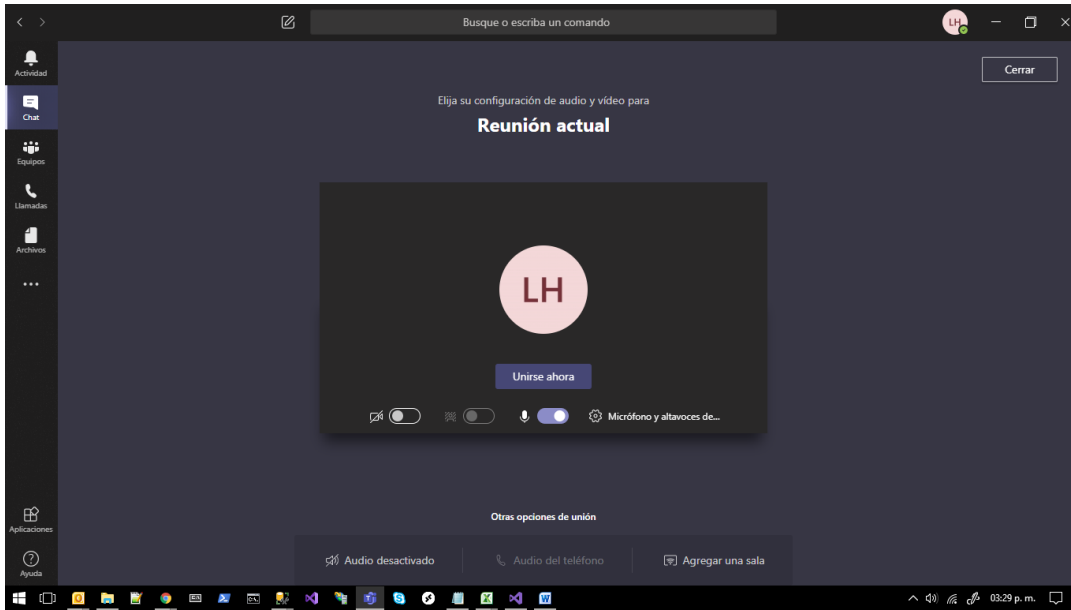 Busque o escriba un comando
LH
Actividad
Chat
Equipos
Llamadas
Archivos
Aplicaciones
Ayuda
Cerrar
Elija su configuración de audio y vídeo para
Reunión actual
LH
Unirse ahora
Micrófono y altavoces de...
Otras opciones de unión
Audio desactivado
Audio del teléfono
Agregar una sala
03:29 p. m.